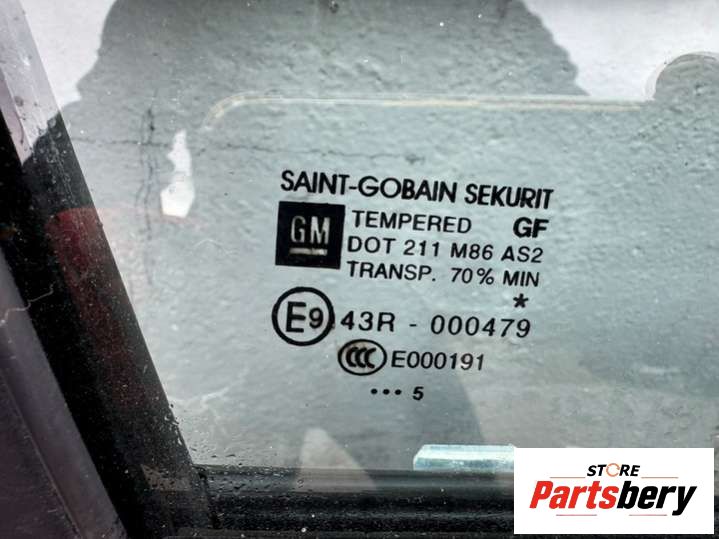 SAINT-GOBAIN SEKURIT
GM
TEMPERED GF
DOT 211 M86 AS2
TRANSP. 70% MIN
*
E9 43R - 000479
CCC E000191
••• 5
STORE
Partsbery